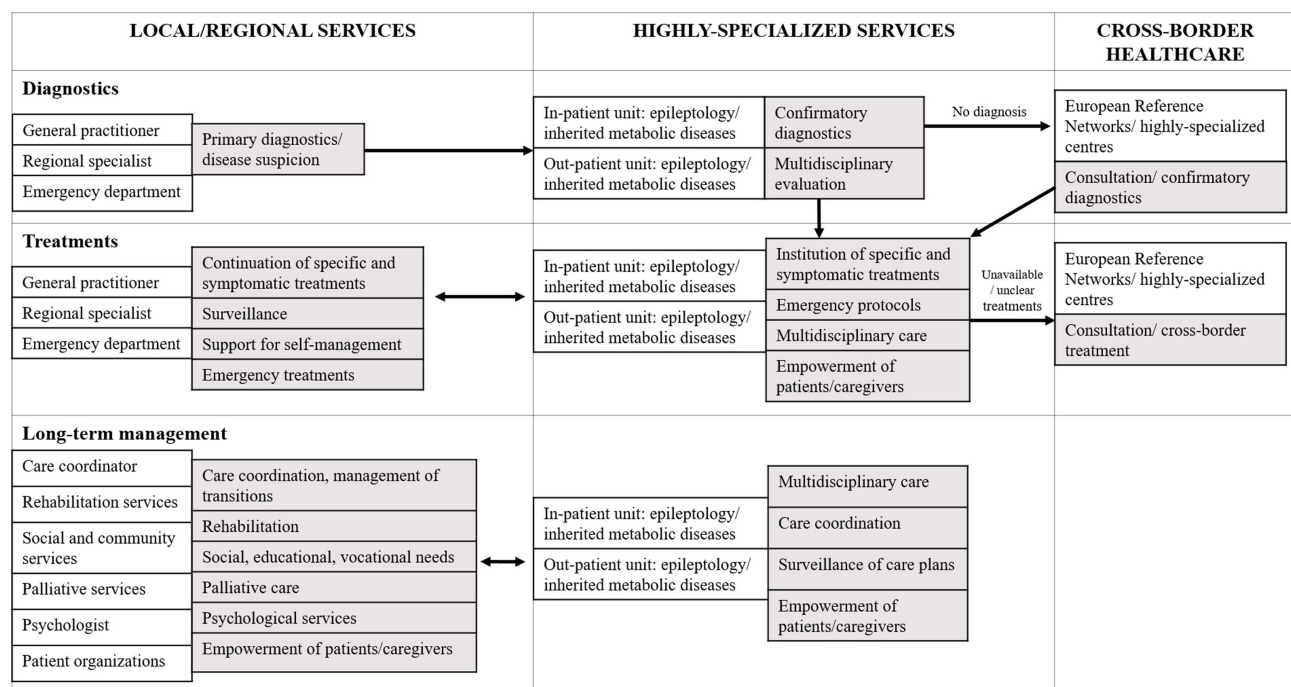 LOCAL/REGIONAL SERVICES
HIGHLY-SPECIALIZED SERVICES
CROSS-BORDER
HEALTHCARE
Diagnostics
General practitioner
Regional specialist
Emergency department
Primary diagnostics/
disease suspicion
In-patient unit: epileptology/
inherited metabolic diseases
Out-patient unit: epileptology/
inherited metabolic diseases
Confirmatory
diagnostics
Multidisciplinary
evaluation
No diagnosis
European Reference
Networks/ highly-specialized
centres
Consultation/ confirmatory
diagnostics
Treatments
General practitioner
Regional specialist
Emergency department
Continuation of specific and
symptomatic treatments
Surveillance
Support for self-management
Emergency treatments
In-patient unit: epileptology/
inherited metabolic diseases
Out-patient unit: epileptology/
inherited metabolic diseases
Institution of specific and
symptomatic treatments
Emergency protocols
Multidisciplinary care
Empowerment of
patients/caregivers
Unavailable
/ unclear
treatments
European Reference
Networks/ highly-specialized
centres
Consultation/ cross-border
treatment
Long-term management
Care coordinator
Rehabilitation services
Social and community
services
Palliative services
Psychologist
Patient organizations
Care coordination, management of
transitions
Rehabilitation
Social, educational, vocational needs
Palliative care
Psychological services
Empowerment of patients/caregivers
In-patient unit: epileptology/
inherited metabolic diseases
Out-patient unit: epileptology/
inherited metabolic diseases
Multidisciplinary care
Care coordination
Surveillance of care plans
Empowerment of
patients/caregivers